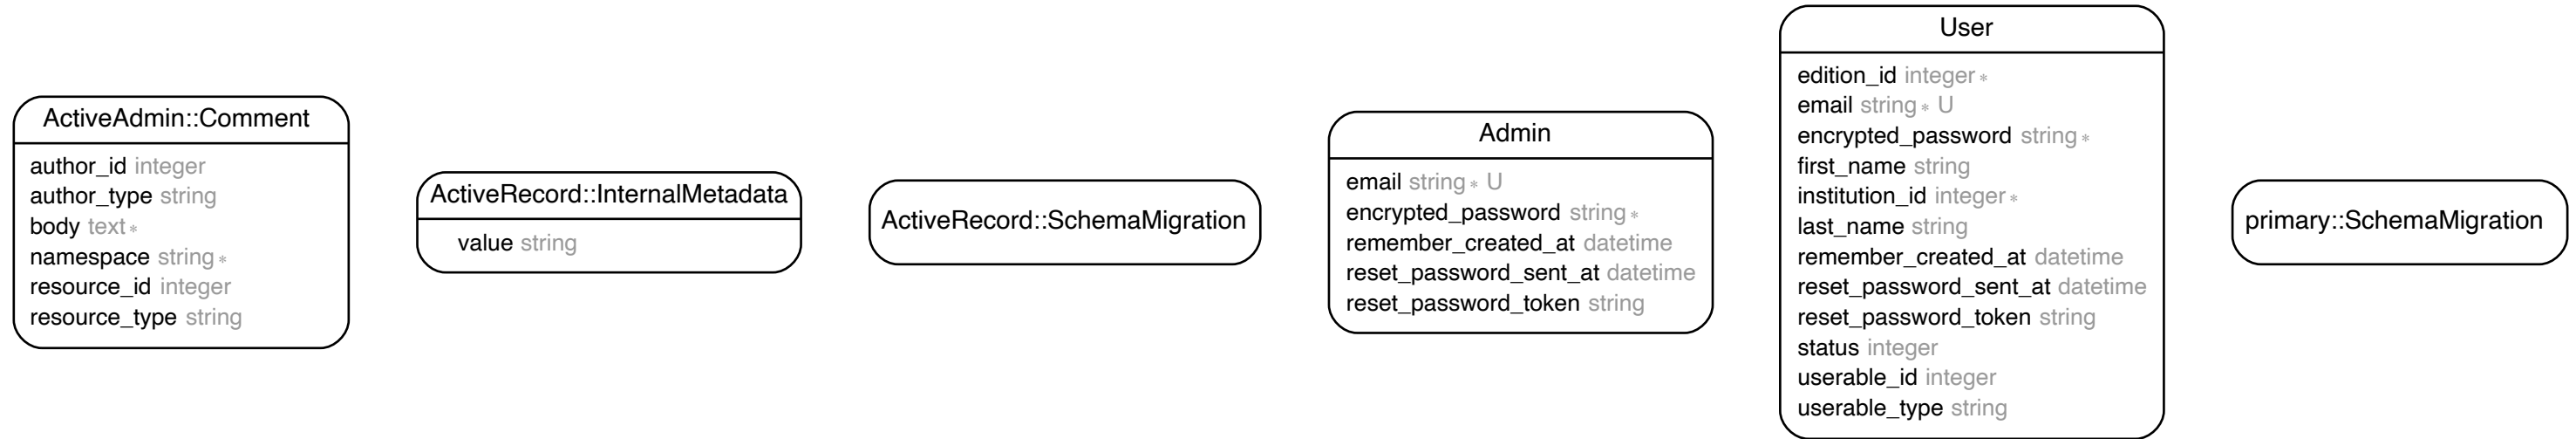 ActiveAdmin::Comment
author_id integer
author_type string
body text *
namespace string *
resource_id integer
resource_type string
ActiveRecord::InternalMetadata
value string
ActiveRecord::SchemaMigration
Admin
email string * U
encrypted_password string *
remember_created_at datetime
reset_password_sent_at datetime
reset_password_token string
User
edition_id integer *
email string * U
encrypted_password string *
first_name string
institution_id integer *
last_name string
remember_created_at datetime
reset_password_sent_at datetime
reset_password_token string
status integer
userable_id integer
userable_type string
primary::SchemaMigration